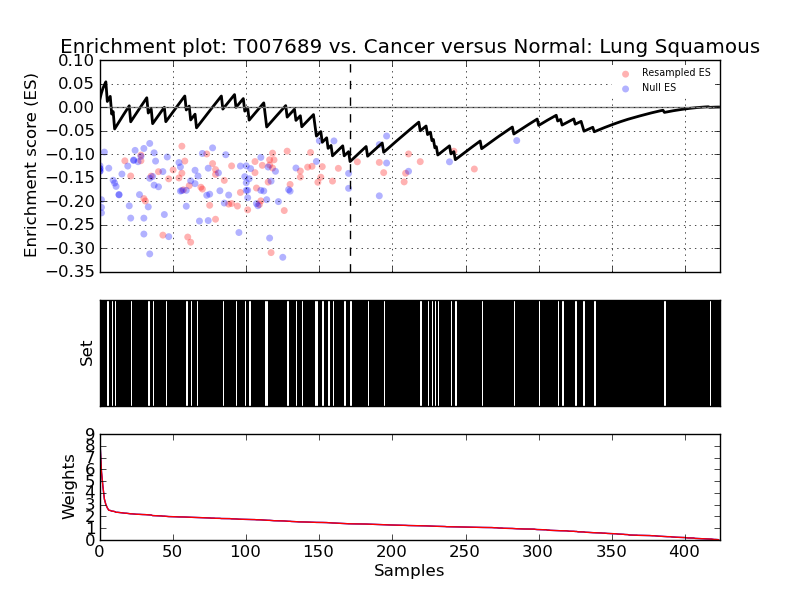 Enrichment plot: T007689 vs. Cancer versus Normal: Lung Squamous
Enrichment score (ES)
0.10
0.05
0.00
−0.05
−0.10
−0.15
−0.20
−0.25
−0.30
−0.35
Resampled ES
Null ES
Set
Weights
9
8
7
6
5
4
3
2
1
0
0 50 100 150 200 250 300 350 400
Samples